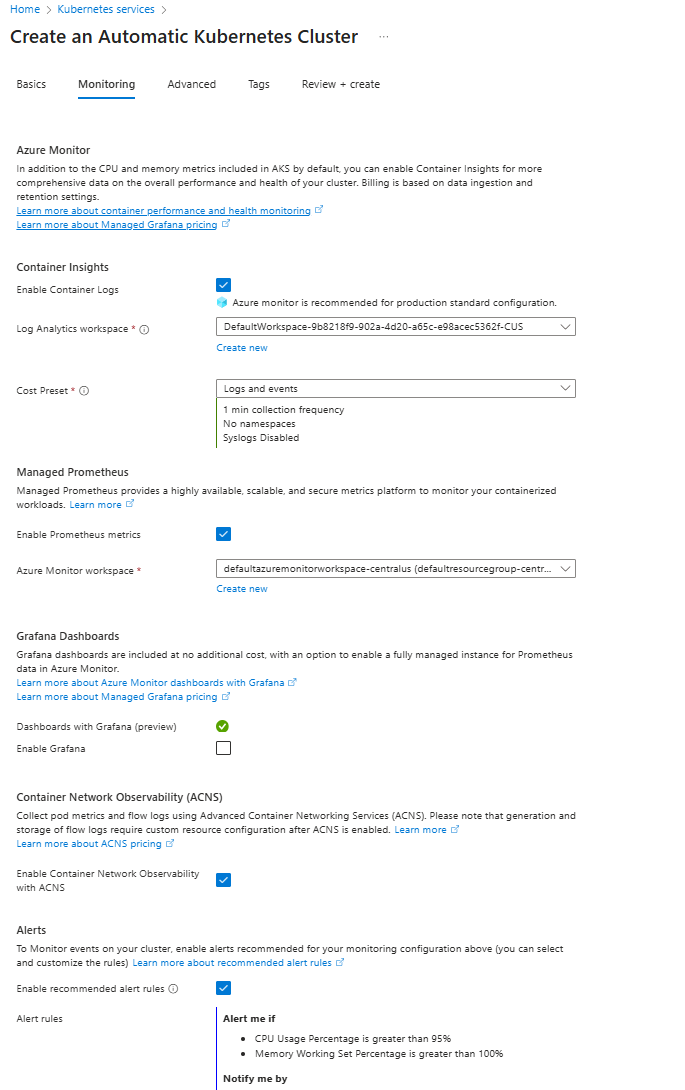 Home > Kubernetes services >
Create an Automatic Kubernetes Cluster ...
Basics Monitoring Advanced Tags Review + create
Azure Monitor
In addition to the CPU and memory metrics included in AKS by default, you can enable Container Insights for more
comprehensive data on the overall performance and health of your cluster. Billing is based on data ingestion and
retention settings.
Learn more about container performance and health monitoring
Learn more about Managed Grafana pricing
Container Insights
Enable Container Logs
Azure monitor is recommended for production standard configuration.
Log Analytics workspace *
DefaultWorkspace-9b8218f9-902a-4d20-a65c-e98acec5362f-CUS
Create new
Cost Preset *
Logs and events
1 min collection frequency
No namespaces
Syslogs Disabled
Managed Prometheus
Managed Prometheus provides a highly available, scalable, and secure metrics platform to monitor your containerized
workloads. Learn more
Enable Prometheus metrics
Azure Monitor workspace *
defaultazuremonitorworkspace-centralus (defaultresourcegroup-centr...
Create new
Grafana Dashboards
Grafana dashboards are included at no additional cost, with an option to enable a fully managed instance for Prometheus
data in Azure Monitor.
Learn more about Azure Monitor dashboards with Grafana
Learn more about Managed Grafana pricing
Dashboards with Grafana (preview)
Enable Grafana
Container Network Observability (ACNS)
Collect pod metrics and flow logs using Advanced Container Networking Services (ACNS). Please note that generation and
storage of flow logs require custom resource configuration after ACNS is enabled. Learn more
Learn more about ACNS pricing
Enable Container Network Observability
with ACNS
Alerts
To Monitor events on your cluster, enable alerts recommended for your monitoring configuration above (you can select
and customize the rules) Learn more about recommended alert rules
Enable recommended alert rules
Alert rules
Alert me if
• CPU Usage Percentage is greater than 95%
• Memory Working Set Percentage is greater than 100%
Notify me by